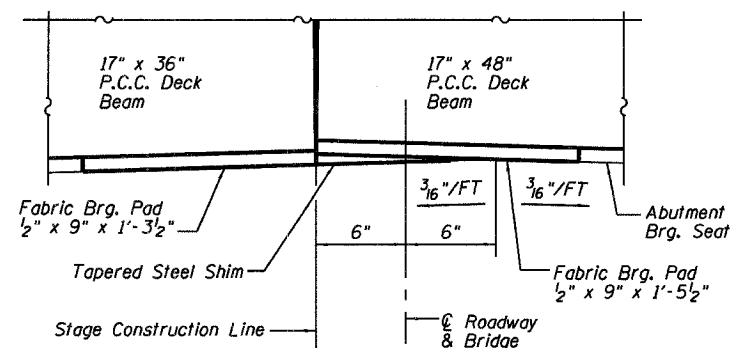 17" x 36"
P.C.C. Deck
Beam
17" x 48"
P.C.C. Deck
Beam
Fabric Brg. Pad
1/2" x 9" x 1'-3 1/2"
3/16"/FT
3/16"/FT
Abutment
Brg. Seat
6"
6"
Tapered Steel Shim
Fabric Brg. Pad
1/2" x 9" x 1'-5 1/2"
Stage Construction Line
℄ Roadway
& Bridge